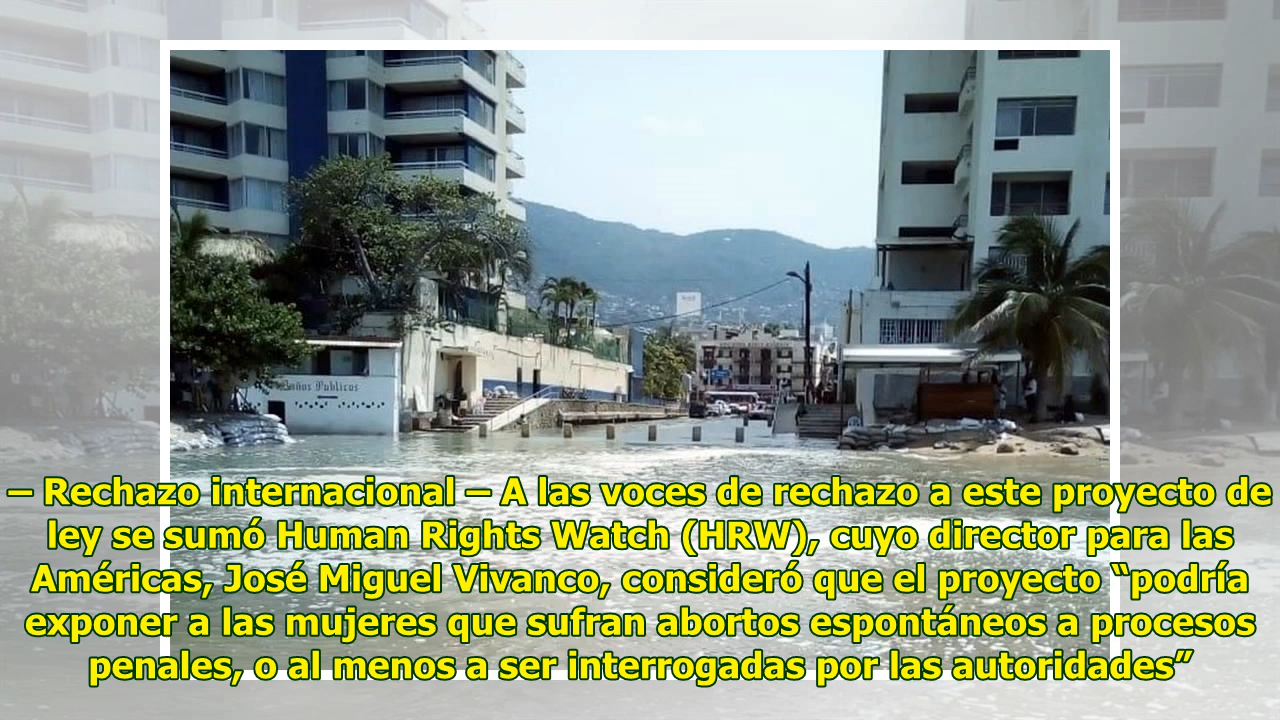 Baños Publicos
– Rechazo internacional – A las voces de rechazo a este proyecto de
ley se sumó Human Rights Watch (HRW), cuyo director para las
Américas, José Miguel Vivanco, consideró que el proyecto “podría
exponer a las mujeres que sufran abortos espontáneos a procesos
penales, o al menos a ser interrogadas por las autoridades”